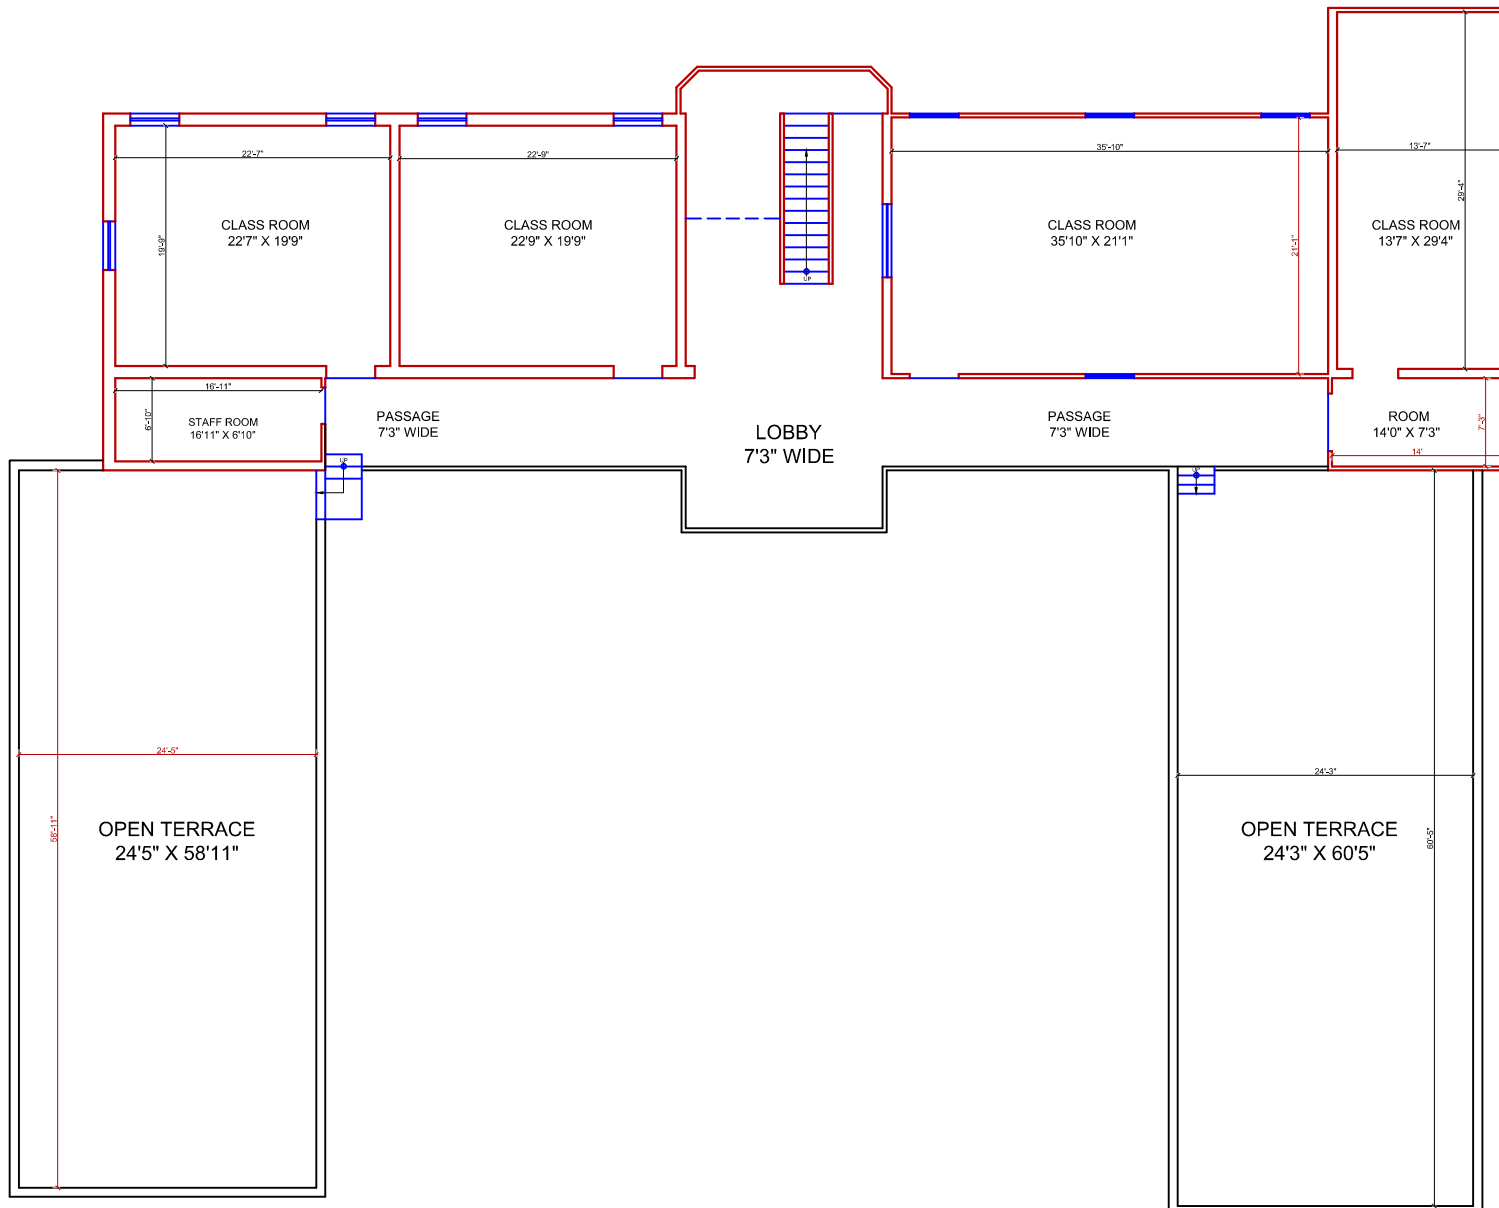 22'-7"
22'-9"
35'-10"
13'-7"
29'-4"
CLASS ROOM
22'7" X 19'9"
19'-9"
CLASS ROOM
22'9" X 19'9"
CLASS ROOM
35'10" X 21'1"
21'-1"
CLASS ROOM
13'7" X 29'4"
UP
16'-11"
6'-10"
STAFF ROOM
16'11" X 6'10"
PASSAGE
7'3" WIDE
LOBBY
7'3" WIDE
PASSAGE
7'3" WIDE
ROOM
14'0" X 7'3"
7'-3"
14'
UP
UP
24'-5"
58'-11"
OPEN TERRACE
24'5" X 58'11"
24'-3"
60'-5"
OPEN TERRACE
24'3" X 60'5"